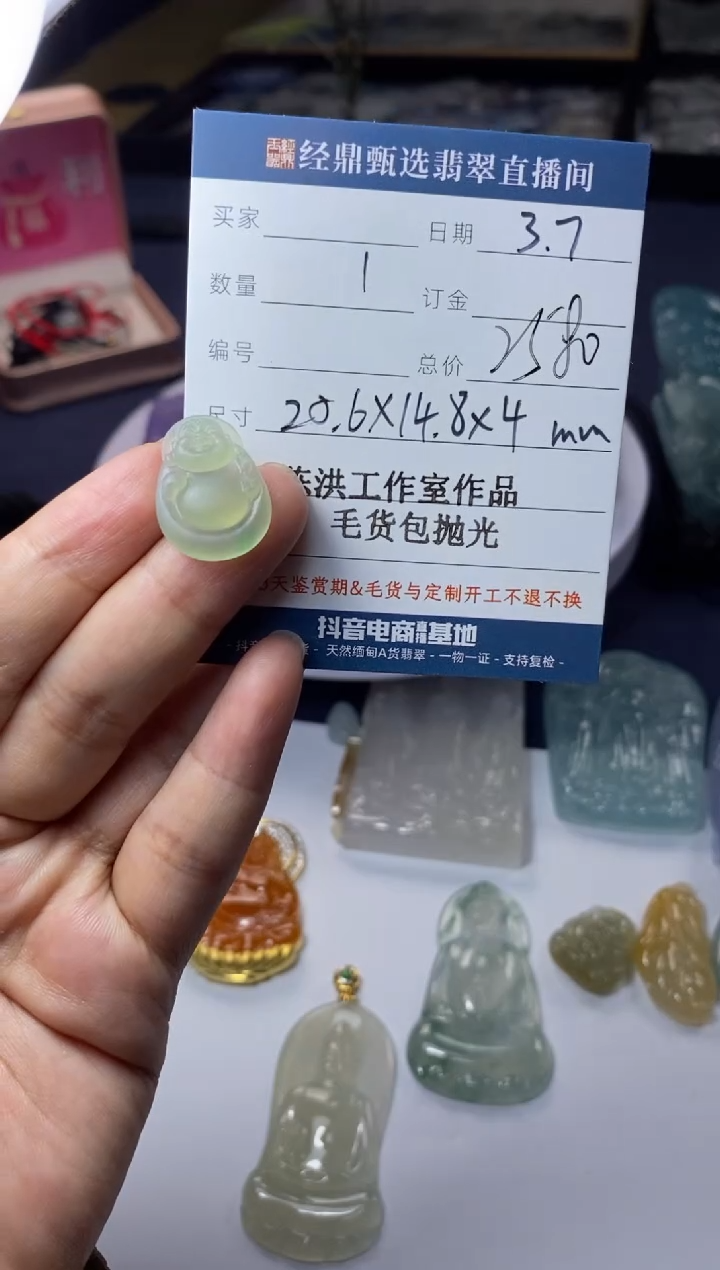 经鼎甄选翡翠直播间
买家 日期 3.7
数量 1 订金
编号 总价 2580
尺寸 20.6X14.8X4 mm
洪工作室作品
毛货包抛光
天鉴赏期&毛货与定制开工不退不换
抖音电商 基地
天然缅甸A货翡翠 - 一物一证 - 支持复检 -